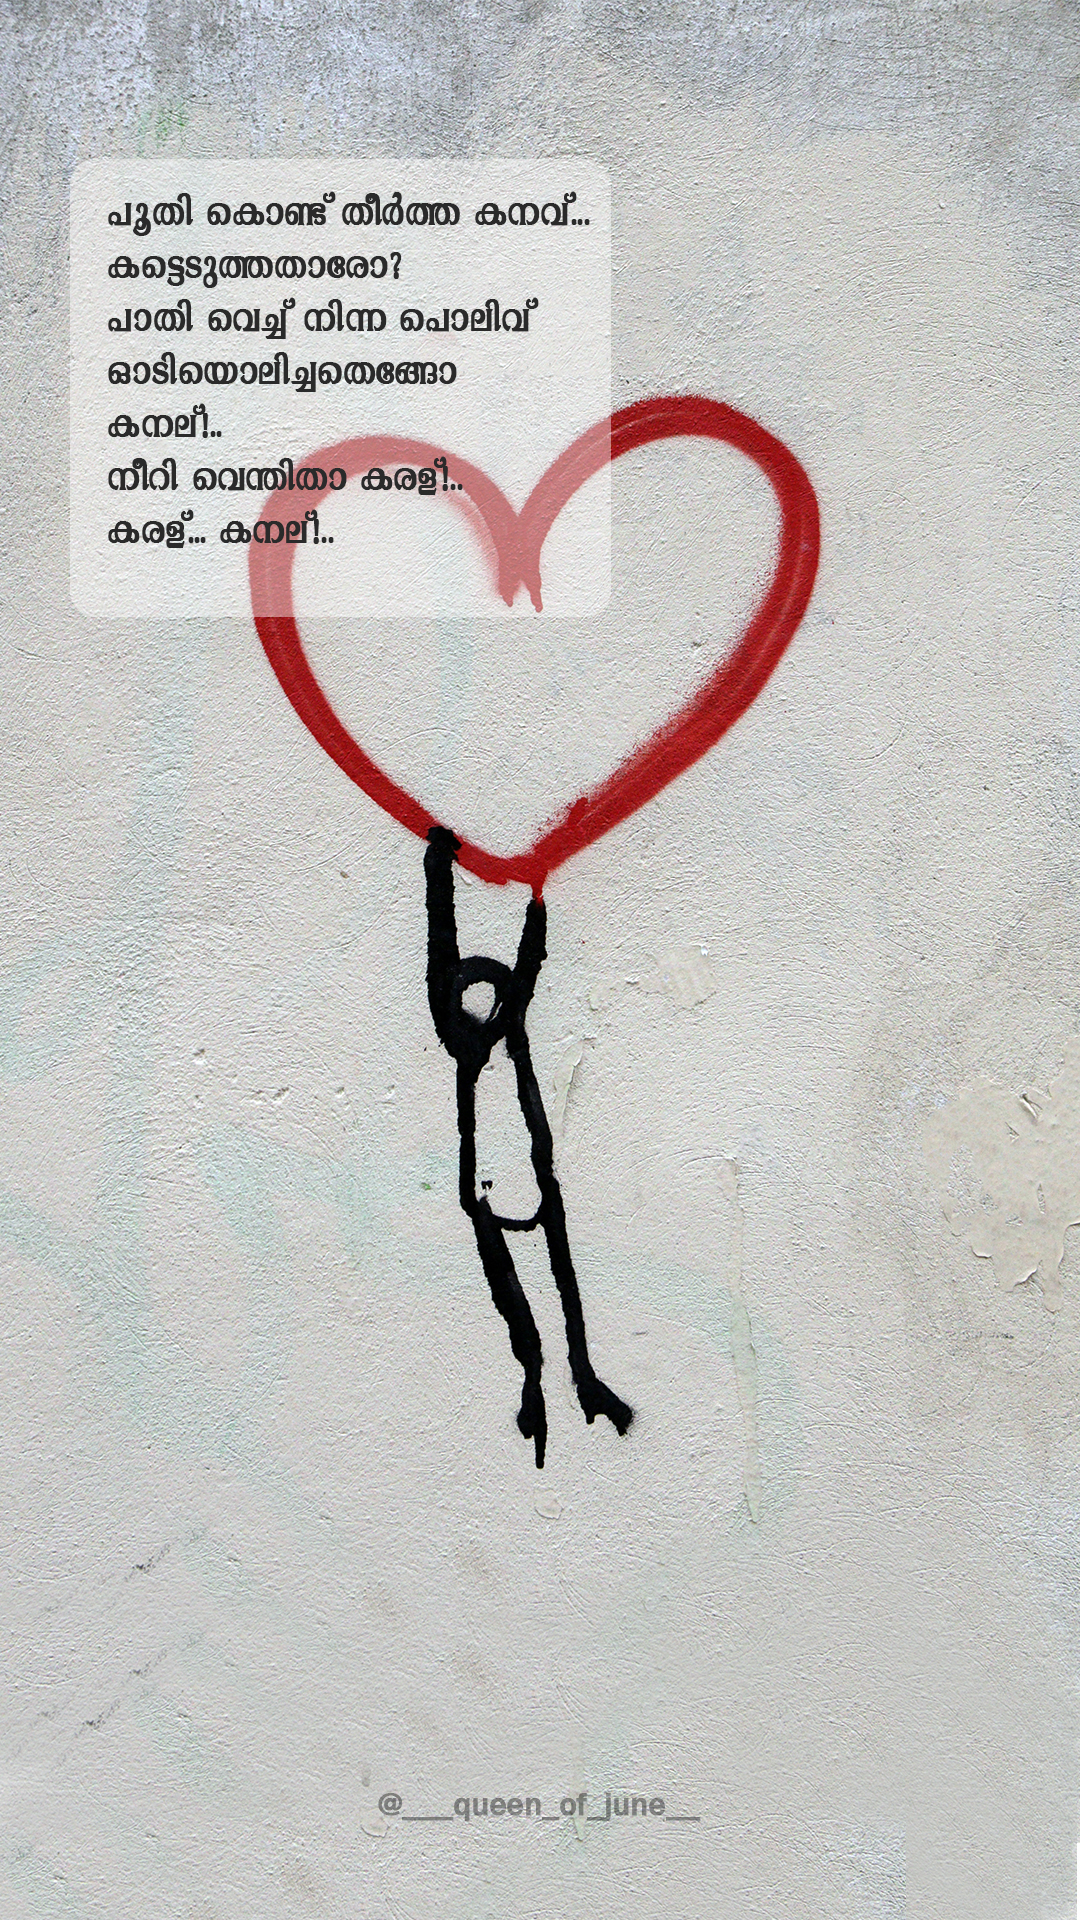 പൂതി കൊണ്ട് തീർത്ത കനവ്...
കട്ടെടുത്തതാരോ?
പാതി വെച്ച് നിന്ന പൊലിവ്
ഓടിയൊലിച്ചതെങ്ങോ
കനല്!..
നീറി വെന്തിതാ കരള്!..
കരള്... കനല്!..
@___queen_of_june__